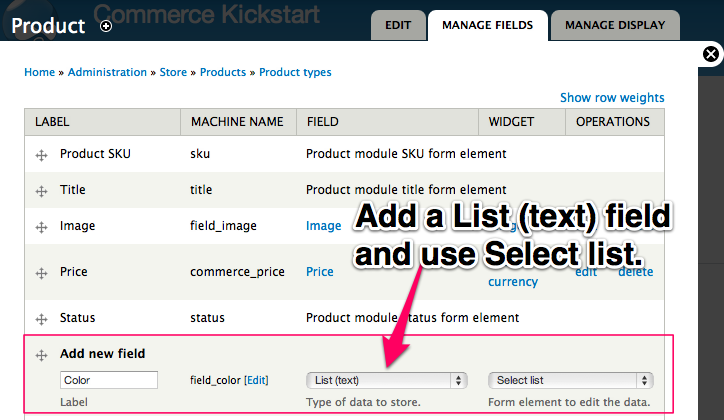 Commerce Kickstart
Product
EDIT
MANAGE FIELDS
MANAGE DISPLAY
Home » Administration » Store » Products » Product types
Show row weights
LABEL MACHINE NAME FIELD WIDGET OPERATIONS
Product SKU sku Product module SKU form element
Title title Product module title form element
Image field_image Image
Add a List (text) field
and use Select list.
Price commerce_price Price edit delete
currency
Status status Product module status form element
Add new field
Color field_color [Edit] List (text) Select list
Label Type of data to store. Form element to edit the data.